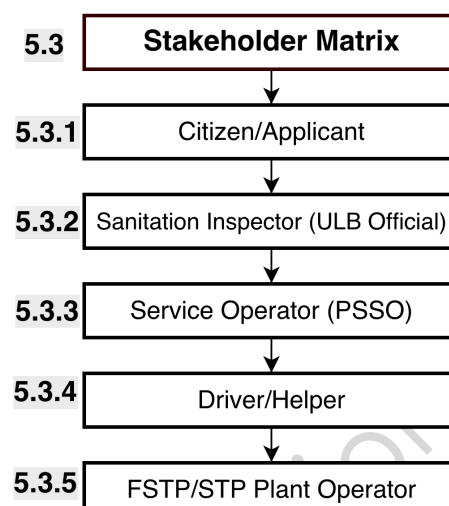 5.3 Stakeholder Matrix
5.3.1 Citizen/Applicant
5.3.2 Sanitation Inspector (ULB Official)
5.3.3 Service Operator (PSSO)
5.3.4 Driver/Helper
5.3.5 FSTP/STP Plant Operator